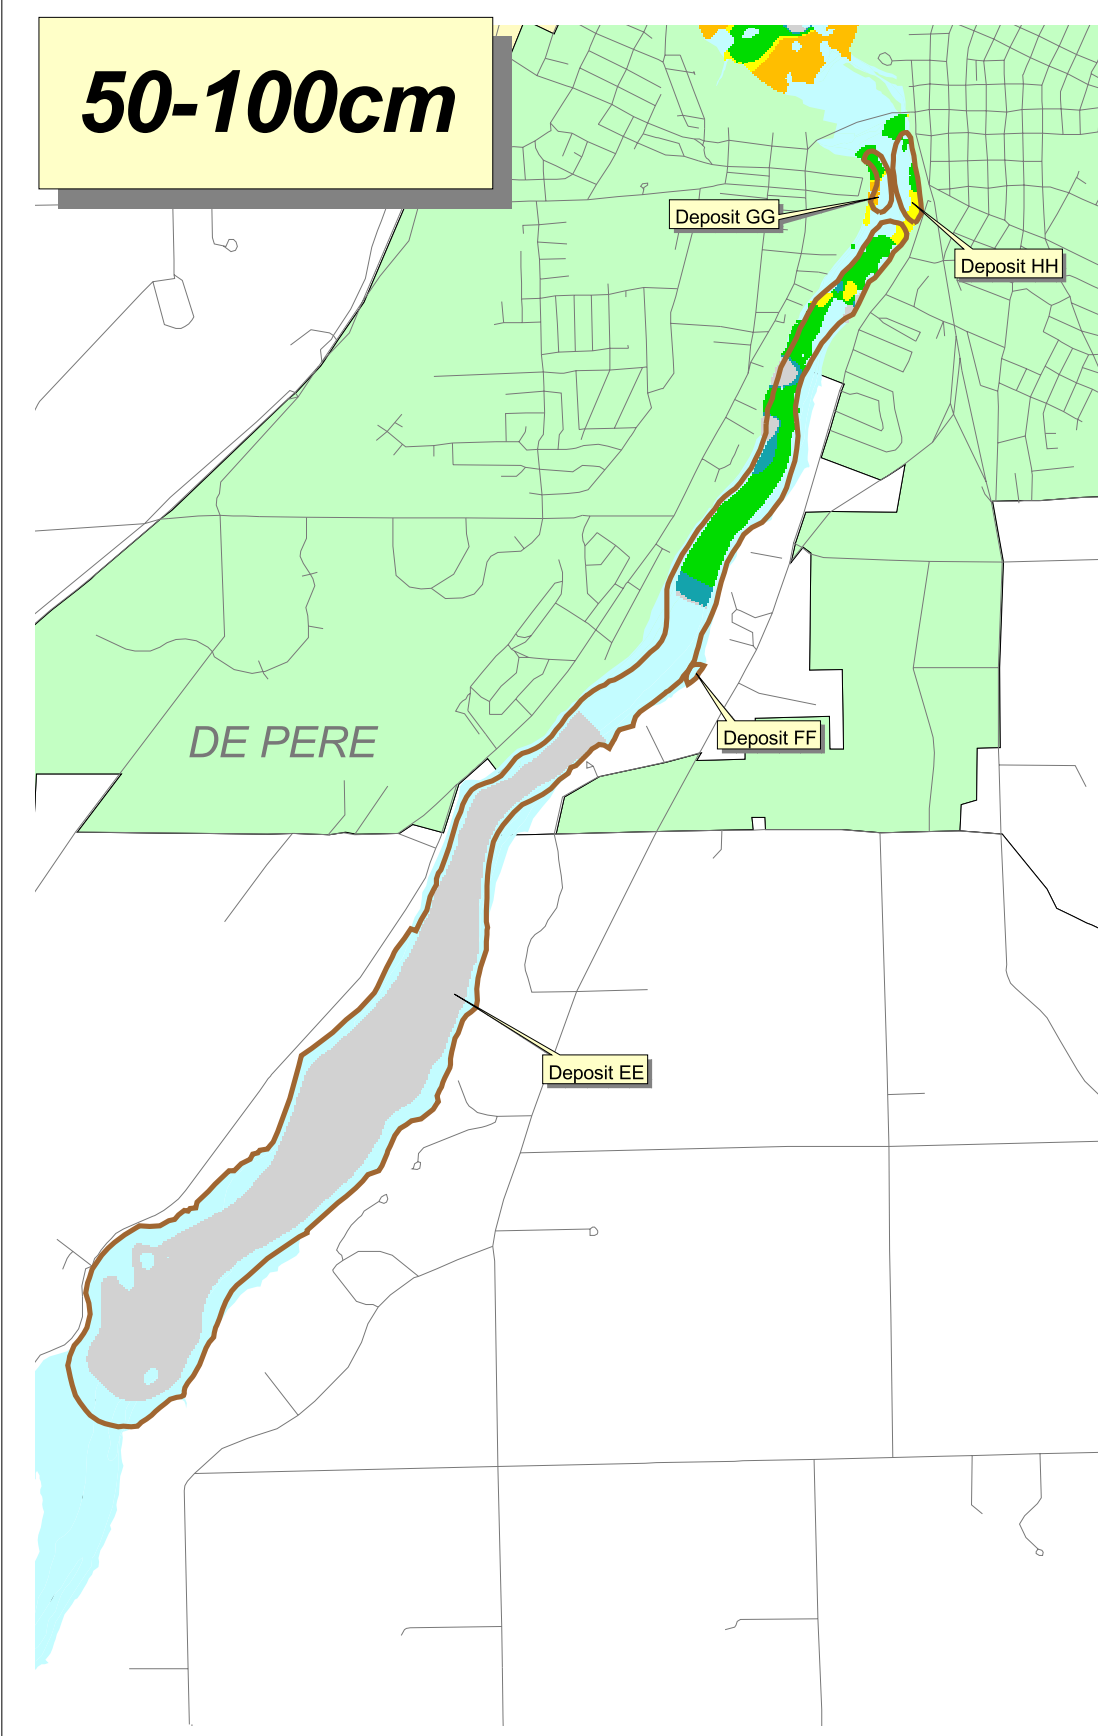 50-100cm
Deposit GG
Deposit HH
Deposit FF
DE PERE
Deposit EE